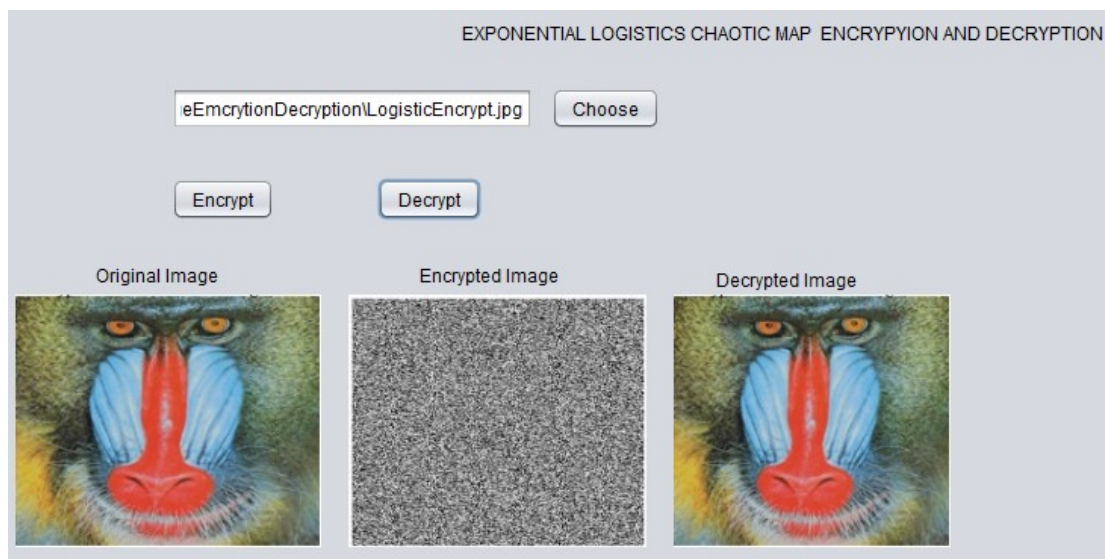 EXPONENTIAL LOGISTICS CHAOTIC MAP ENCRYPYION AND DECRYPTION
eEmcrytionDecryption\LogisticEncrypt.jpg Choose
Encrypt Decrypt
Original Image Encrypted Image Decrypted Image